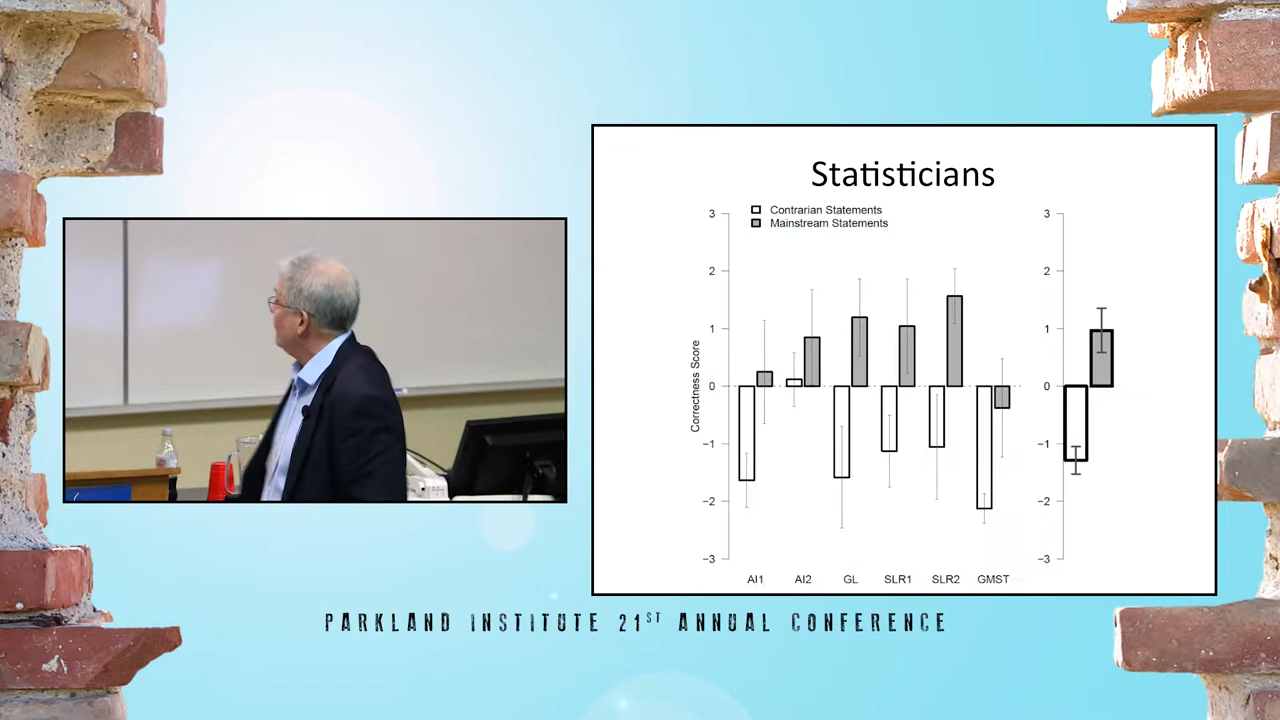 Statisticians
Contrarian Statements
Mainstream Statements
3
2
1
0
−1
−2
−3
Correctness Score
AI1 AI2 GL SLR1 SLR2 GMST
3
2
1
0
−1
−2
−3
PARKLAND INSTITUTE 21ST ANNUAL CONFERENCE